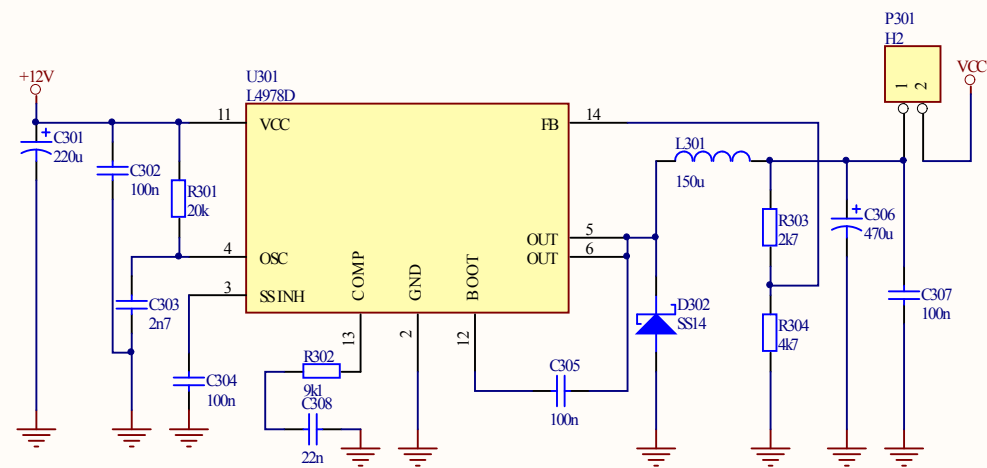 P301
H2
1 2
VCC
+12V
U301
L4978D
11
VCC
FB
14
C301
220u
C302
100n
R301
20k
L301
150u
R303
2k7
C306
470u
4
OSC
OUT
5
OUT
6
3
SS INH
COMP
GND
BOOT
13
2
12
C303
2n7
D302
SS14
R304
4k7
C307
100n
C304
100n
R302
9k1
C308
22n
C305
100n